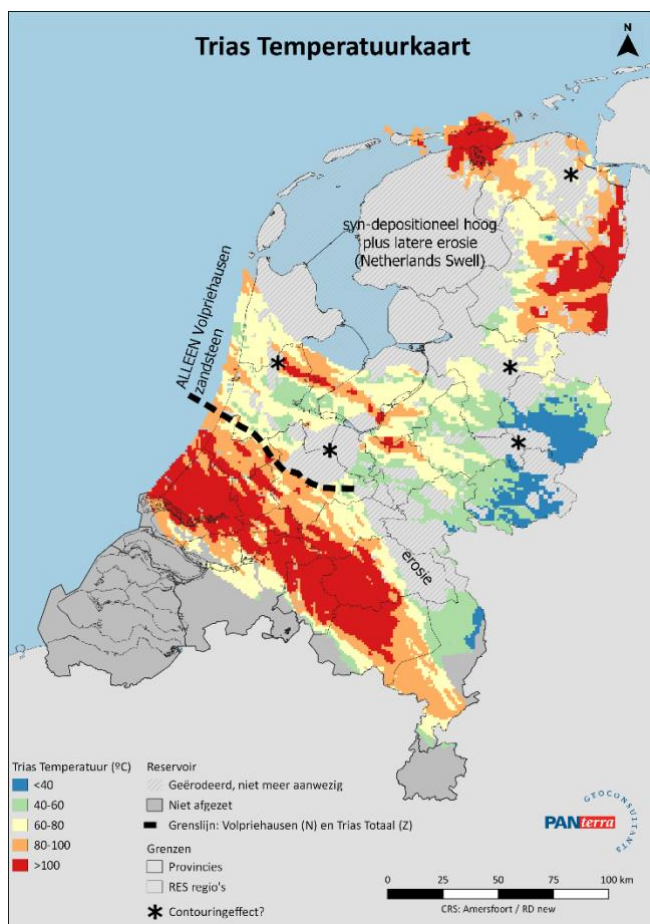 Trias Temperatuurkaart
N
syn-depositioneel hoog
plus latere erosie
(Netherlands Swell)
ALLEEN Volpriehausen
zandsteen
erosie
Trias Temperatuur (ºC)
<40
40-60
60-80
80-100
>100
Reservoir
Geërodeerd, niet meer aanwezig
Niet afgezet
Grenslijn: Volpriehausen (N) en Trias Totaal (Z)
Grenzen
Provincies
RES regio's
Contouringeffect?
PANterra
GEOCONSULTANTS
0 25 50 75 100 km
CRS: Amersfoort / RD new